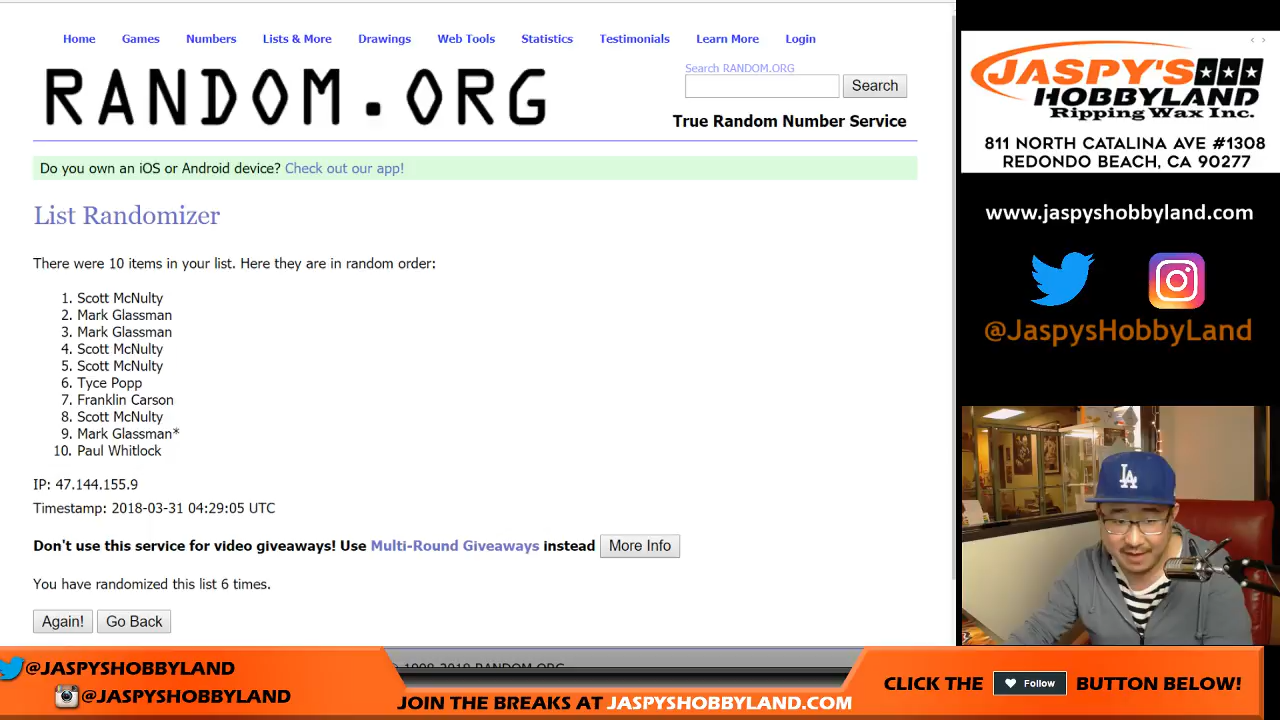 Home Games Numbers Lists & More Drawings Web Tools Statistics Testimonials Learn More Login
RANDOM.ORG
Search RANDOM.ORG
Search
True Random Number Service
Do you own an iOS or Android device? Check out our app!
List Randomizer
There were 10 items in your list. Here they are in random order:
1. Scott McNulty
2. Mark Glassman
3. Mark Glassman
4. Scott McNulty
5. Scott McNulty
6. Tyce Popp
7. Franklin Carson
8. Scott McNulty
9. Mark Glassman*
10. Paul Whitlock
IP: 47.144.155.9
Timestamp: 2018-03-31 04:29:05 UTC
Don't use this service for video giveaways! Use Multi-Round Giveaways instead More Info
You have randomized this list 6 times.
Again! Go Back
1998-2018 RANDOM.ORG
JASPY'S
HOBBYLAND
Ripping Wax Inc.
811 NORTH CATALINA AVE #1308
REDONDO BEACH, CA 90277
www.jaspyshobbyland.com
@JaspysHobbyLand
LA
@JASPYSHOBBYLAND
@JASPYSHOBBYLAND
JOIN THE BREAKS AT JASPYSHOBBYLAND.COM
CLICK THE Follow BUTTON BELOW!